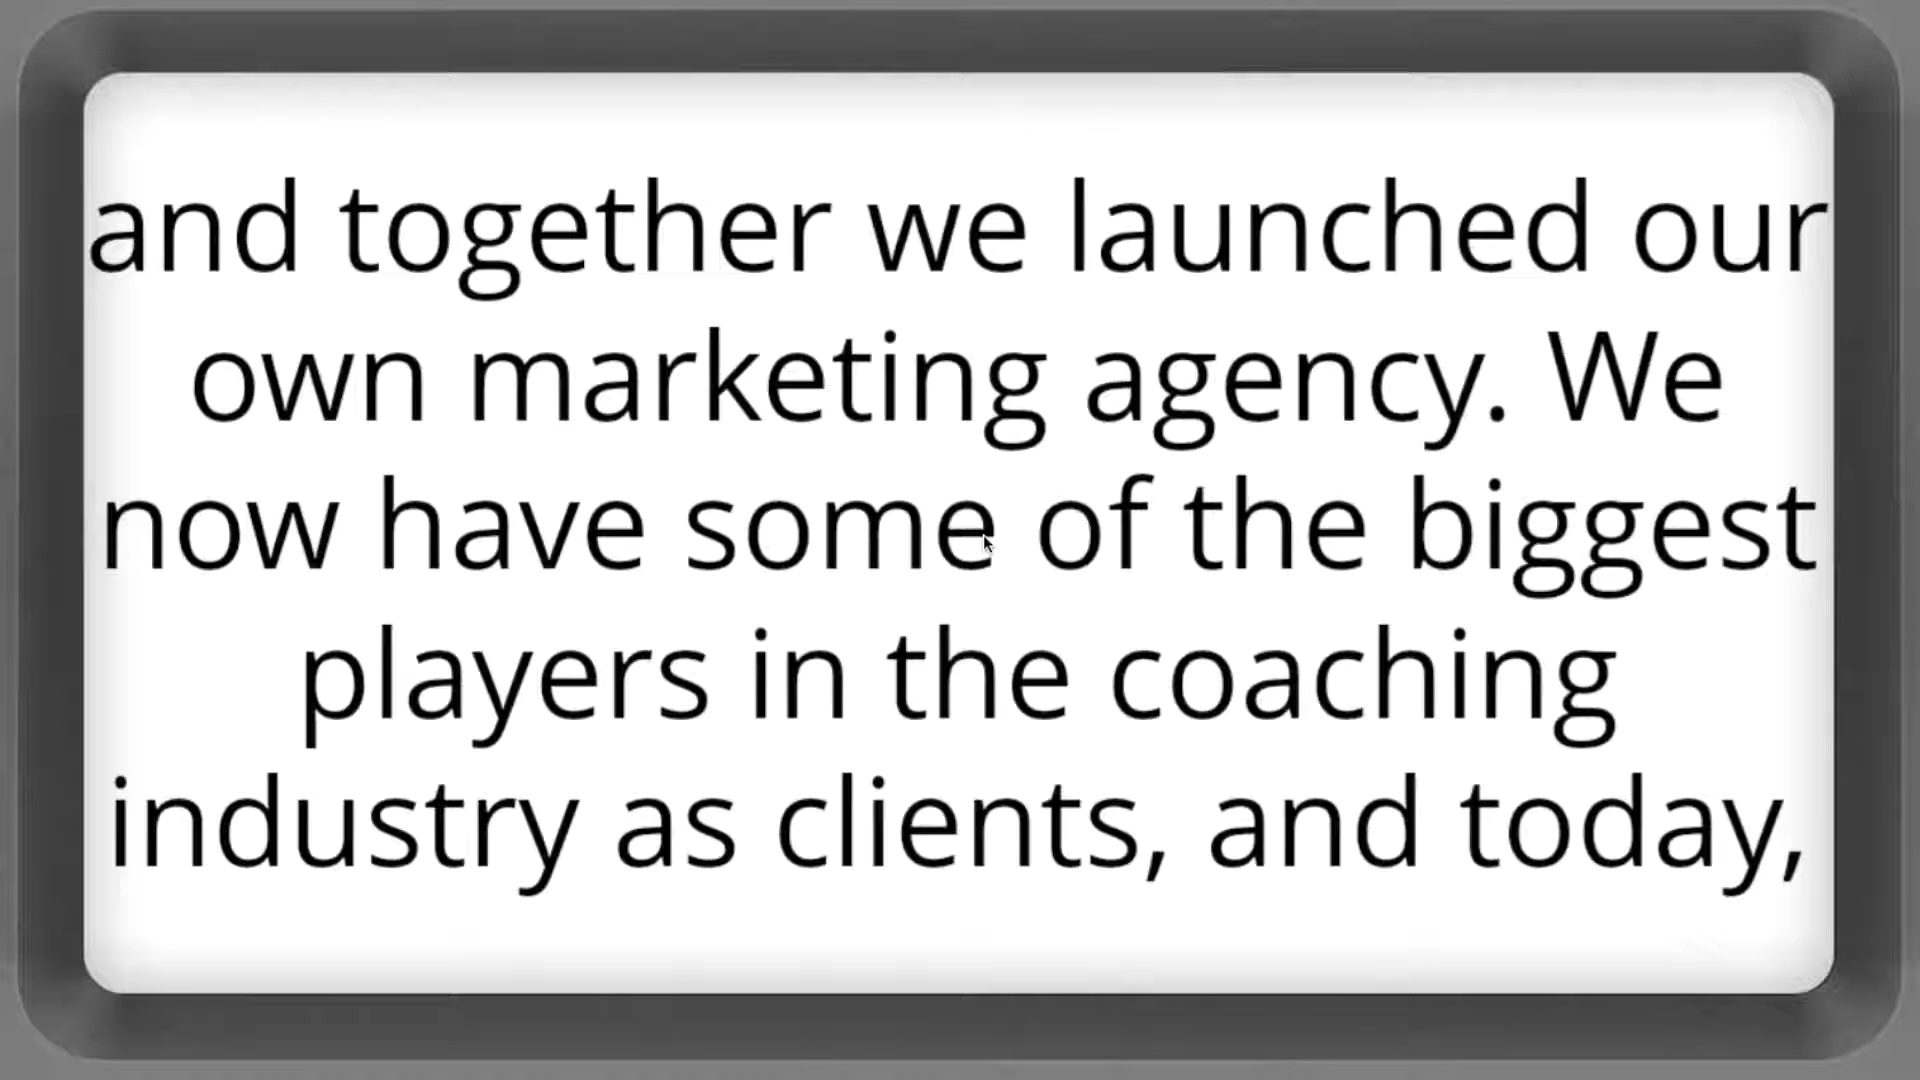 and together we launched our
own marketing agency. We
now have some of the biggest
players in the coaching
industry as clients, and today,